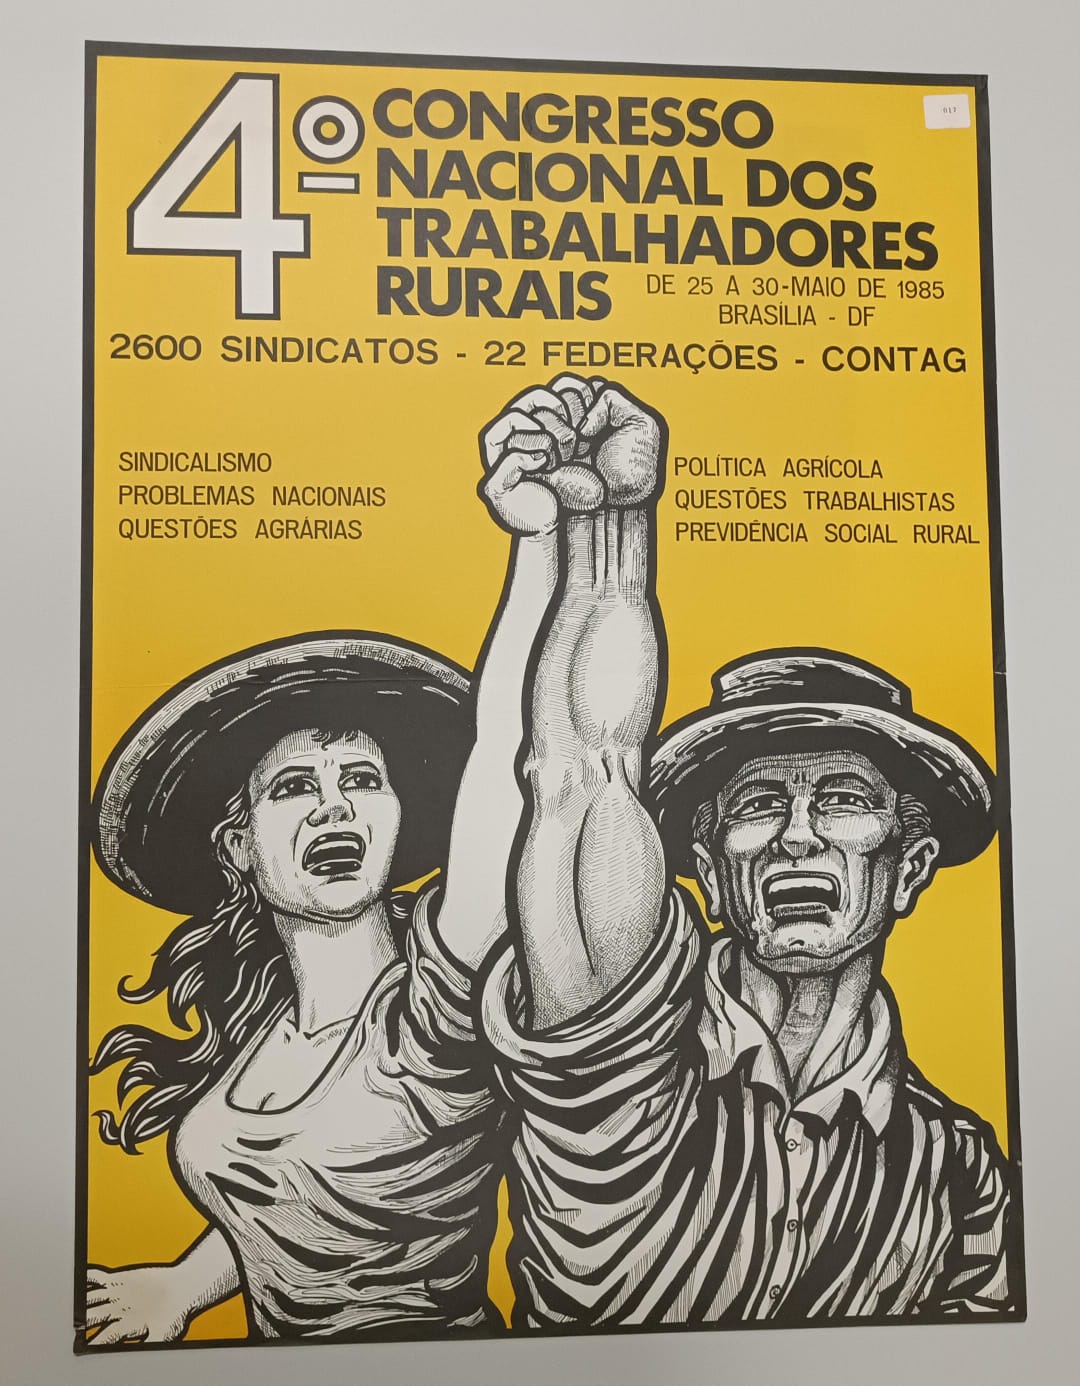 4º CONGRESSO
NACIONAL DOS
TRABALHADORES
RURAIS
DE 25 A 30-MAIO DE 1985
BRASÍLIA - DF
2600 SINDICATOS - 22 FEDERAÇÕES - CONTAG
SINDICALISMO
PROBLEMAS NACIONAIS
QUESTÕES AGRÁRIAS
POLÍTICA AGRÍCOLA
QUESTÕES TRABALHISTAS
PREVIDÊNCIA SOCIAL RURAL
017